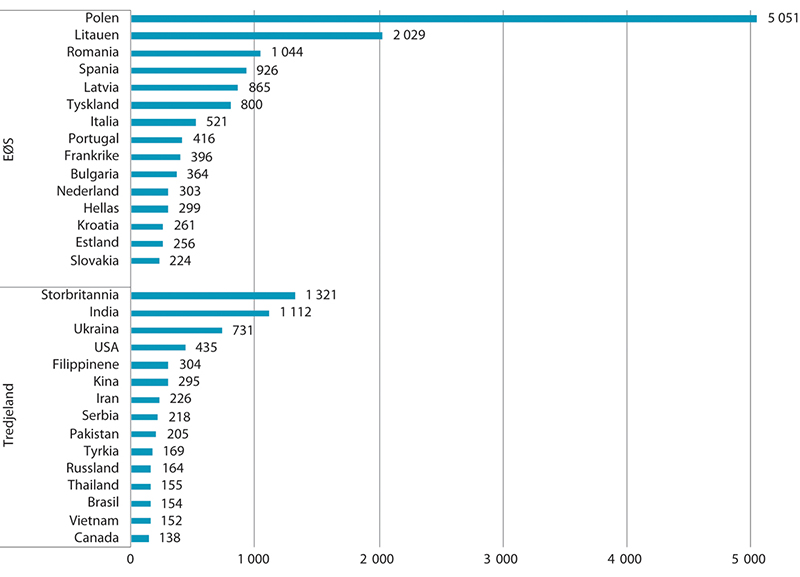 EØS
Polen 5 051
Litauen 2 029
Romania 1 044
Spania 926
Latvia 865
Tyskland 800
Italia 521
Portugal 416
Frankrike 396
Bulgaria 364
Nederland 303
Hellas 299
Kroatia 261
Estland 256
Slovakia 224
Tredjeland
Storbritannia 1 321
India 1 112
Ukraina 731
USA 435
Filippinene 304
Kina 295
Iran 226
Serbia 218
Pakistan 205
Tyrkia 169
Russland 164
Thailand 155
Brasil 154
Vietnam 152
Canada 138
0 1 000 2 000 3 000 4 000 5 000